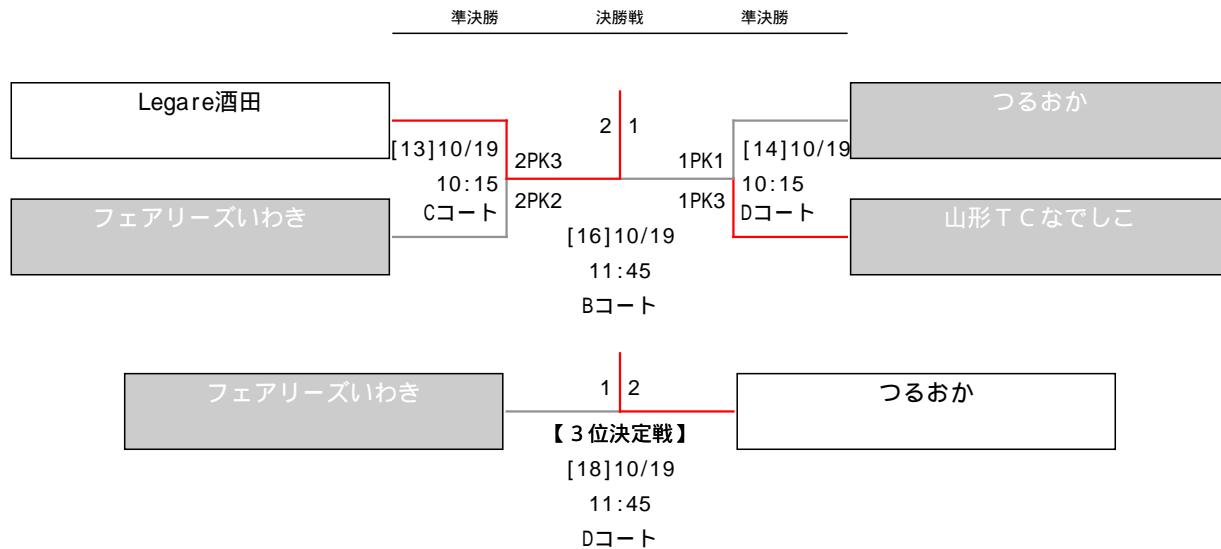 準決勝 決勝戦 準決勝
Legare酒田
つるおか
2 1
[13]10/19
2PK3
1PK1
[14]10/19
10:15
2PK2
1PK3
10:15
Cコート
Dコート
フェアリーズいわき
山形ＴＣなでしこ
[16]10/19
11:45
Bコート
フェアリーズいわき
1 2
つるおか
【３位決定戦】
[18]10/19
11:45
Dコート